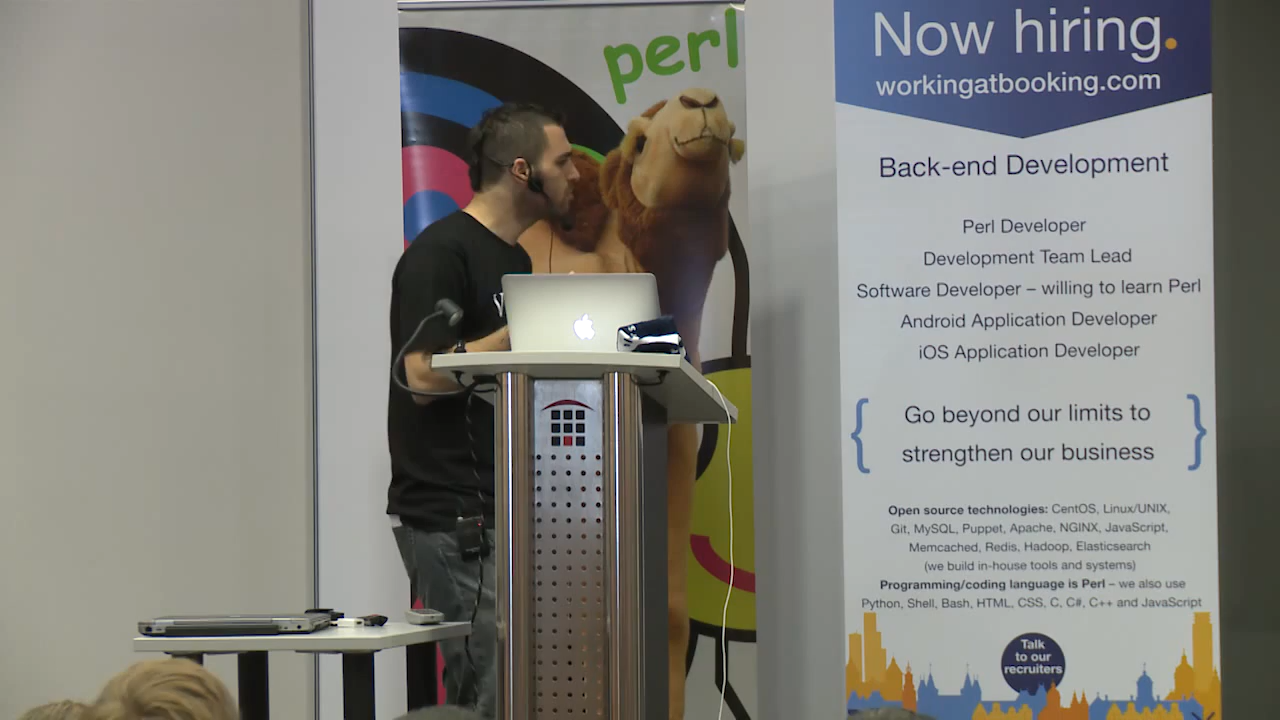 perl
Now hiring.
workingatbooking.com
Back-end Development
Perl Developer
Development Team Lead
Software Developer – willing to learn Perl
Android Application Developer
iOS Application Developer
{ Go beyond our limits to
strengthen our business }
Open source technologies: CentOS, Linux/UNIX,
Git, MySQL, Puppet, Apache, NGINX, JavaScript,
Memcached, Redis, Hadoop, Elasticsearch
(we build in-house tools and systems)
Programming/coding language is Perl – we also use
Python, Shell, Bash, HTML, CSS, C, C#, C++ and JavaScript
Talk
to our
recruiters